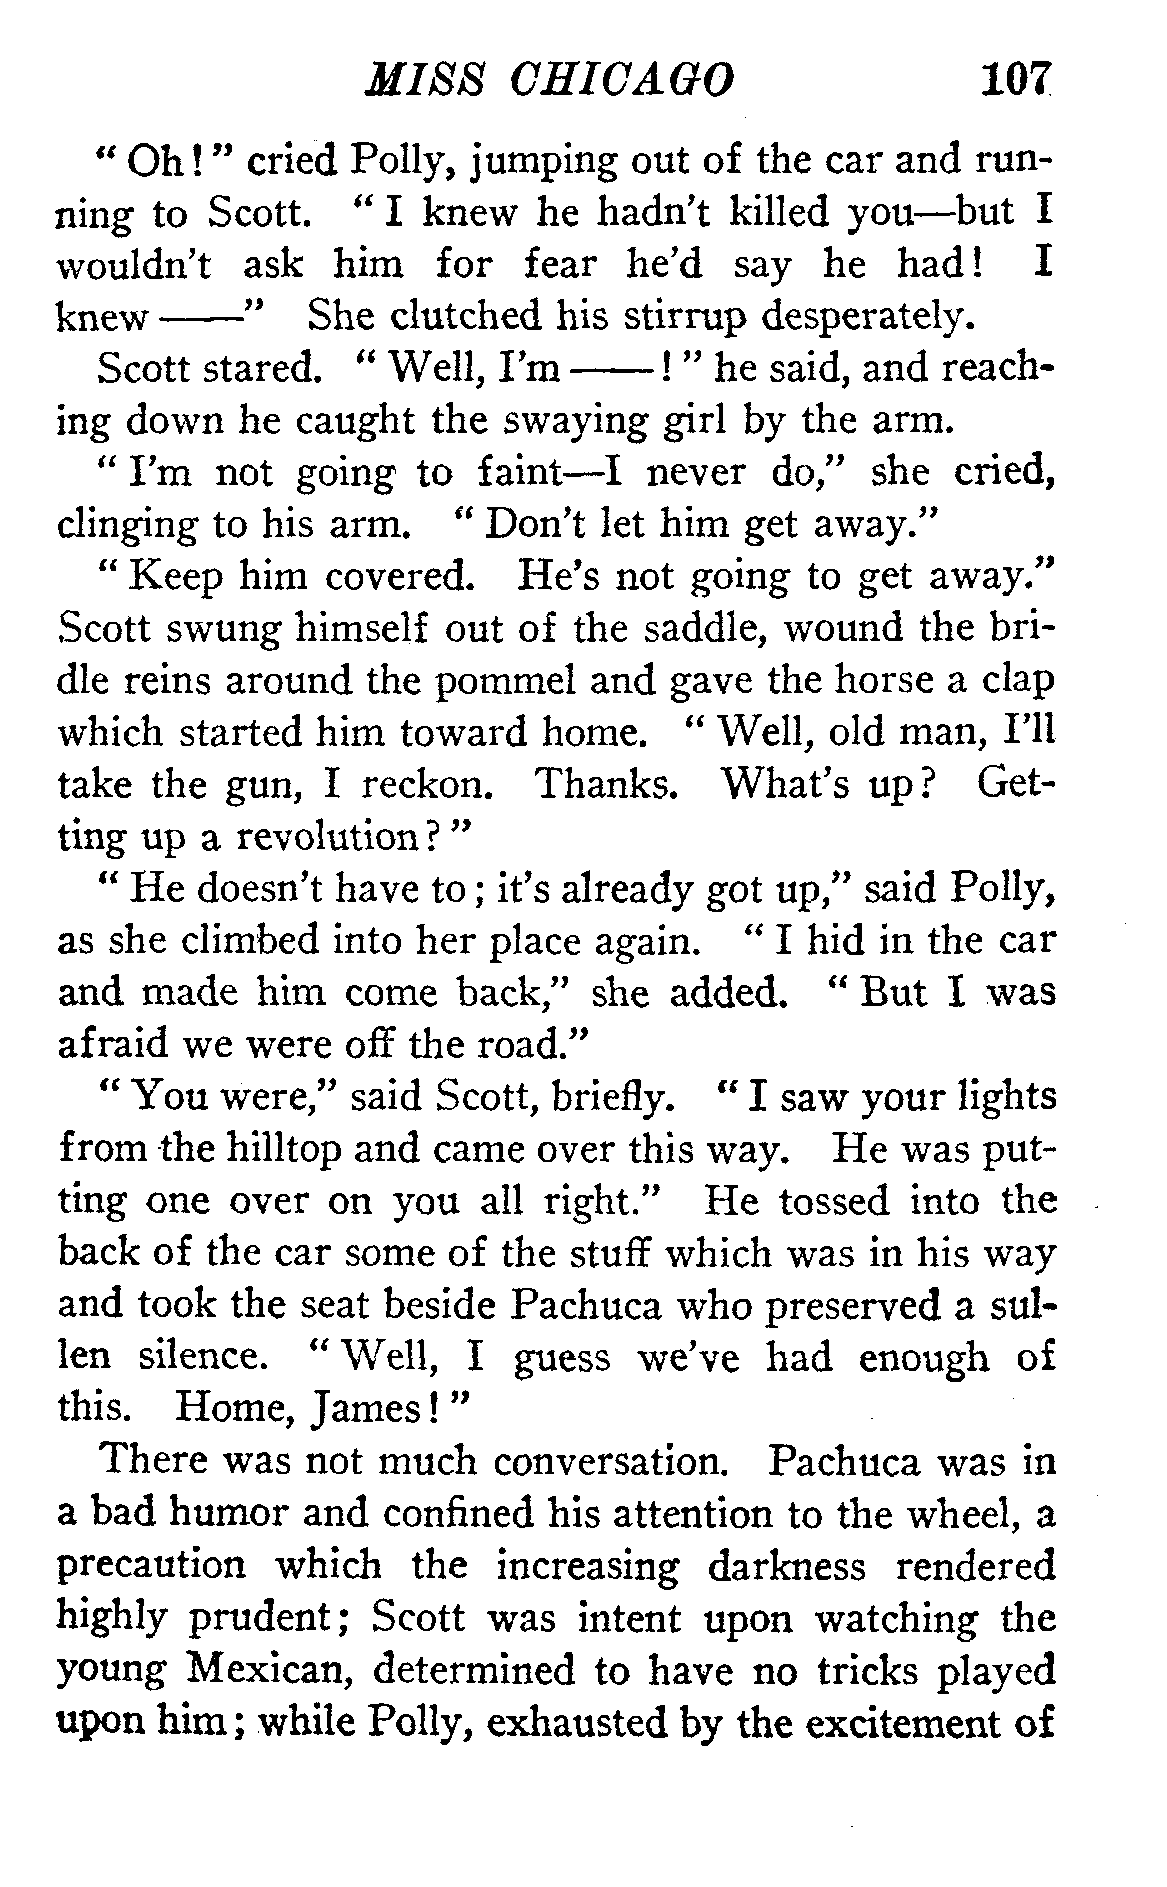 MISS CHICAGO 107
" Oh ! " cried Polly, jumping out of the car and run-
ning to Scott. " I knew he hadn't killed you—but I
wouldn't ask him for fear he'd say he had! I
knew ——" She clutched his stirrup desperately.
Scott stared. " Well, I'm —— ! " he said, and reach-
ing down he caught the swaying girl by the arm.
" I'm not going to faint—I never do," she cried,
clinging to his arm. " Don't let him get away."
" Keep him covered. He's not going to get away."
Scott swung himself out of the saddle, wound the bri-
dle reins around the pommel and gave the horse a clap
which started him toward home. " Well, old man, I'll
take the gun, I reckon. Thanks. What's up? Get-
ting up a revolution? "
" He doesn't have to ; it's already got up," said Polly,
as she climbed into her place again. " I hid in the car
and made him come back," she added. " But I was
afraid we were off the road."
" You were," said Scott, briefly. " I saw your lights
from the hilltop and came over this way. He was put-
ting one over on you all right." He tossed into the
back of the car some of the stuff which was in his way
and took the seat beside Pachuca who preserved a sul-
len silence. " Well, I guess we've had enough of
this. Home, James! "
There was not much conversation. Pachuca was in
a bad humor and confined his attention to the wheel, a
precaution which the increasing darkness rendered
highly prudent; Scott was intent upon watching the
young Mexican, determined to have no tricks played
upon him; while Polly, exhausted by the excitement of